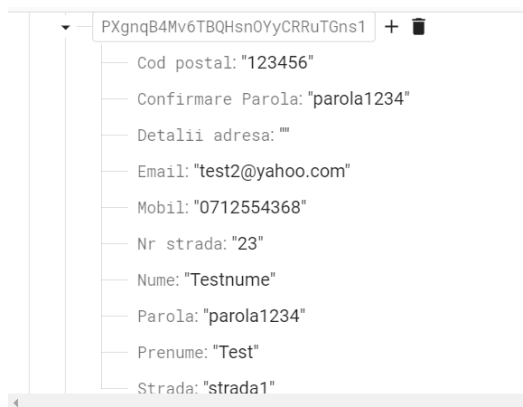 PXgnqB4Mv6TBQHsnOYyCRRuTGns1
Cod postal: "123456"
Confirmare Parola: "parola1234"
Detalii adresa: ""
Email: "test2@yahoo.com"
Mobil: "0712554368"
Nr strada: "23"
Nume: "Testnume"
Parola: "parola1234"
Prenume: "Test"
Strada: "strada1"